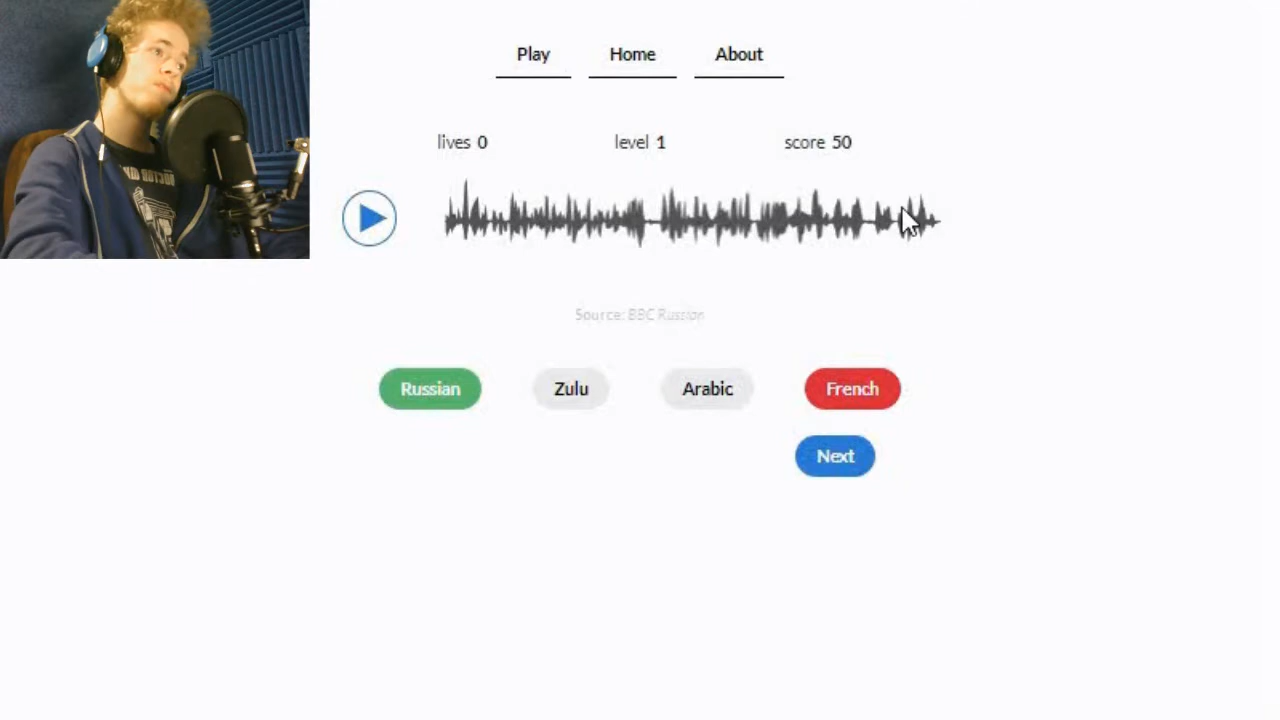 Play Home About
lives 0 level 1 score 50
Source: BBC Russian
Russian Zulu Arabic French
Next